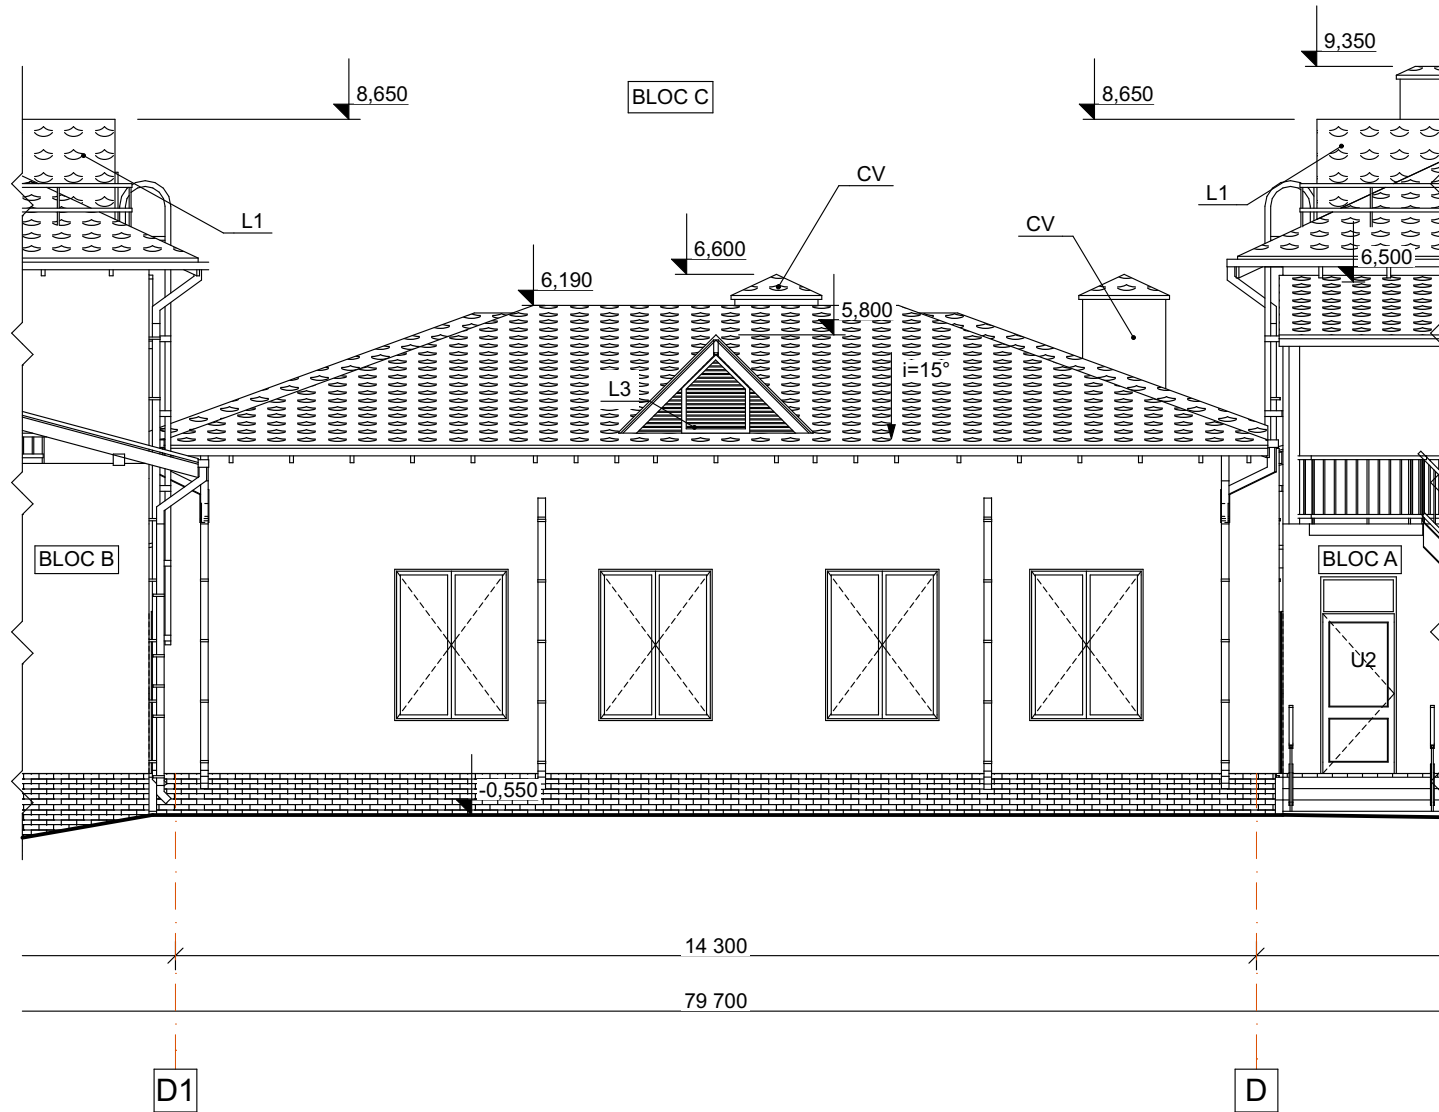 9,350
8,650
BLOC C
8,650
CV
L1
L1
CV
6,600
6,500
6,190
5,800
i=15°
L3
BLOC B
BLOC A
U2
-0,550
14 300
79 700
D1
D